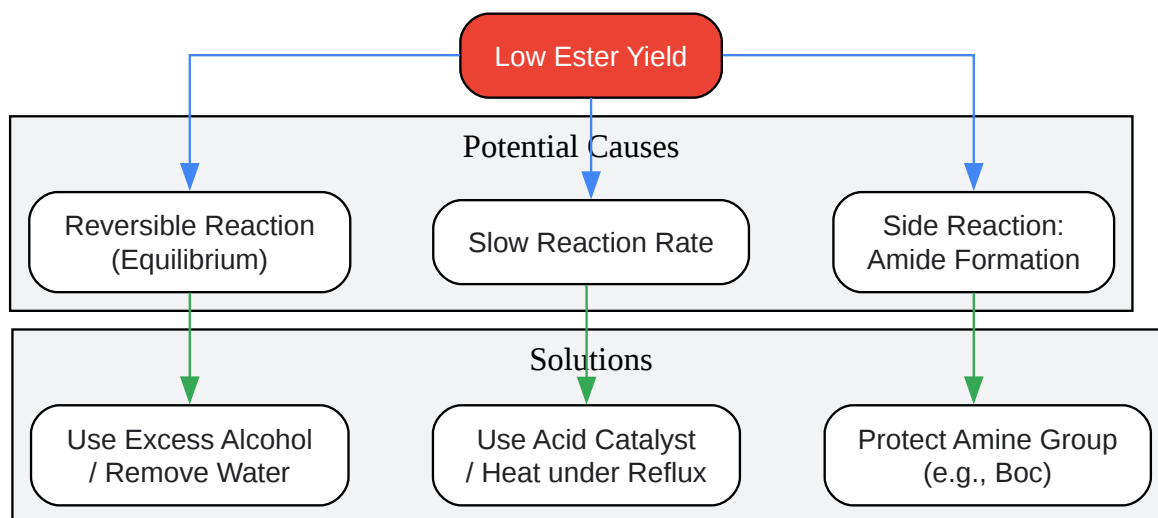 Low Ester Yield
Potential Causes
Reversible Reaction
(Equilibrium)
Slow Reaction Rate
Side Reaction:
Amide Formation
Solutions
Use Excess Alcohol
/ Remove Water
Use Acid Catalyst
/ Heat under Reflux
Protect Amine Group
(e.g., Boc)